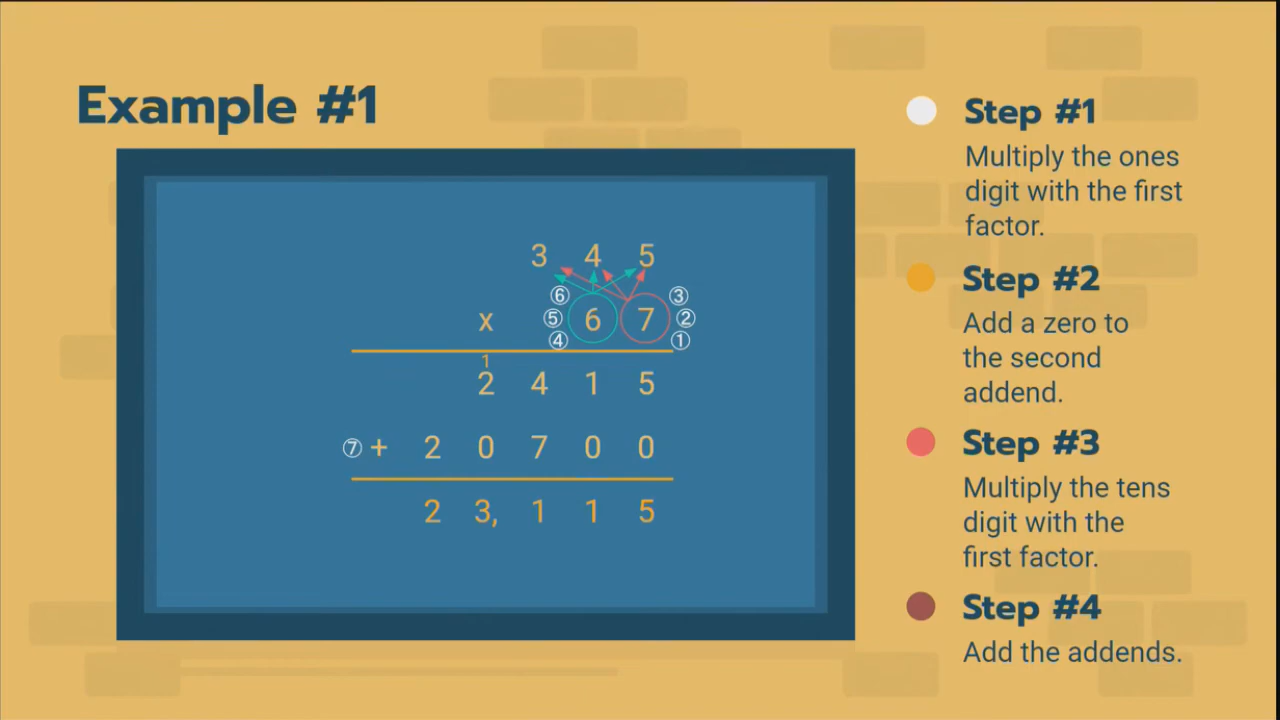 Example #1
3 4 5
⑥ ③
x ⑤ 6 7 ②
④ ①
1
2 4 1 5
⑦ + 2 0 7 0 0
2 3, 1 1 5
Step #1
Multiply the ones
digit with the first
factor.
Step #2
Add a zero to
the second
addend.
Step #3
Multiply the tens
digit with the
first factor.
Step #4
Add the addends.